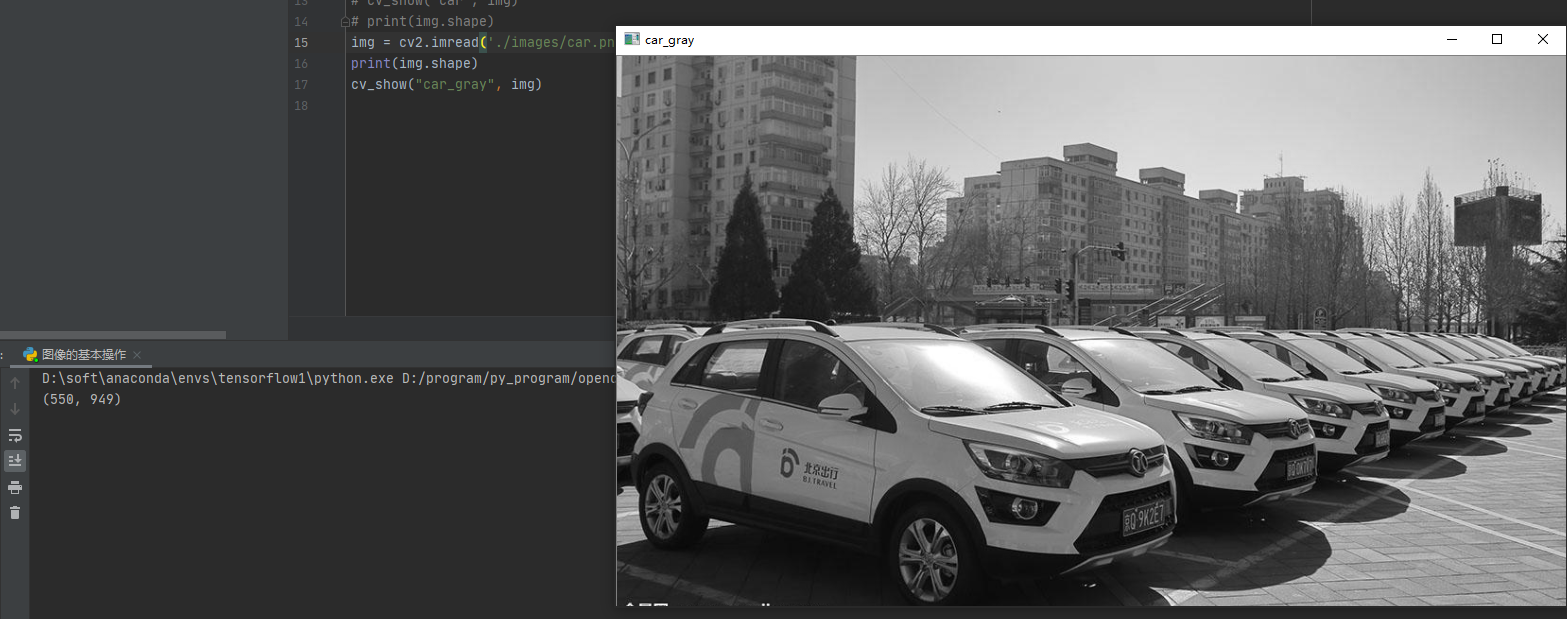 13 # cv_show('car', img)
14 # print(img.shape)
15 img = cv2.imread('./images/car.pn
16 print(img.shape)
17 cv_show("car_gray", img)
18
car_gray
北京出行
BJ TRAVEL
京Q 9K2E7
: 图像的基本操作 ×
D:\soft\anaconda\envs\tensorflow1\python.exe D:/program/py_program/openc
(550, 949)